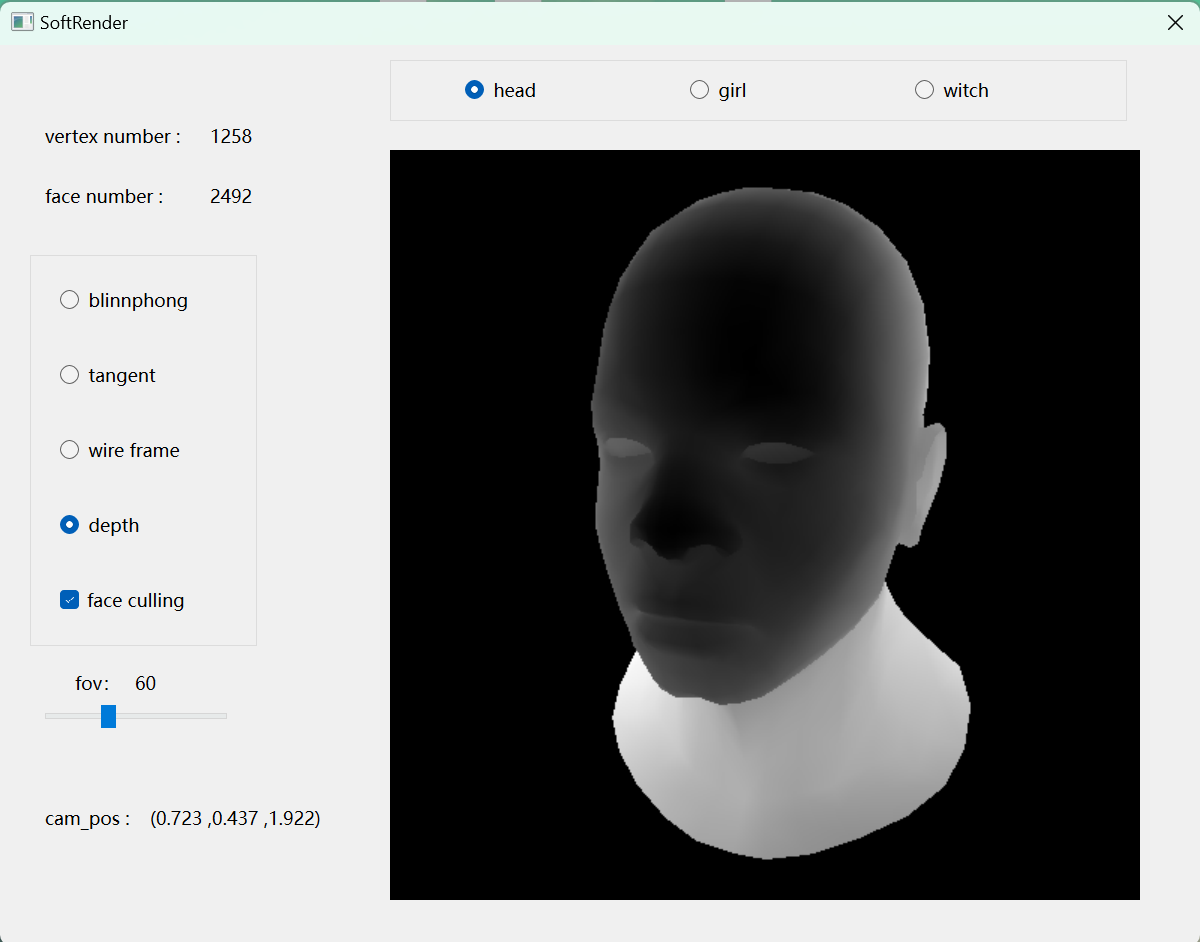 SoftRender
head girl witch
vertex number : 1258
face number : 2492
blinnphong
tangent
wire frame
depth
face culling
fov: 60
cam_pos : (0.723 ,0.437 ,1.922)